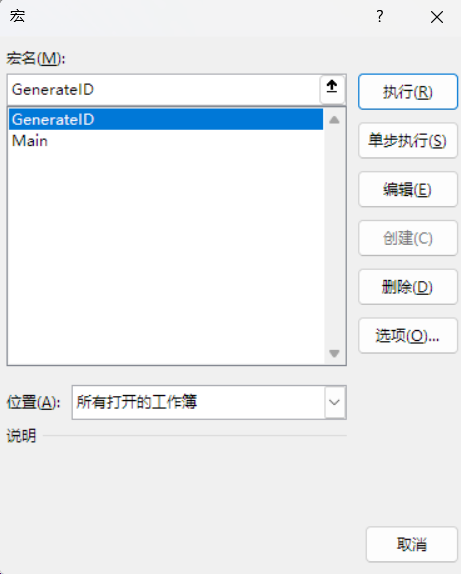 宏
?
宏名(M):
GenerateID
执行(R)
GenerateID
Main
单步执行(S)
编辑(E)
创建(C)
删除(D)
选项(O)...
位置(A):
所有打开的工作簿
说明
取消